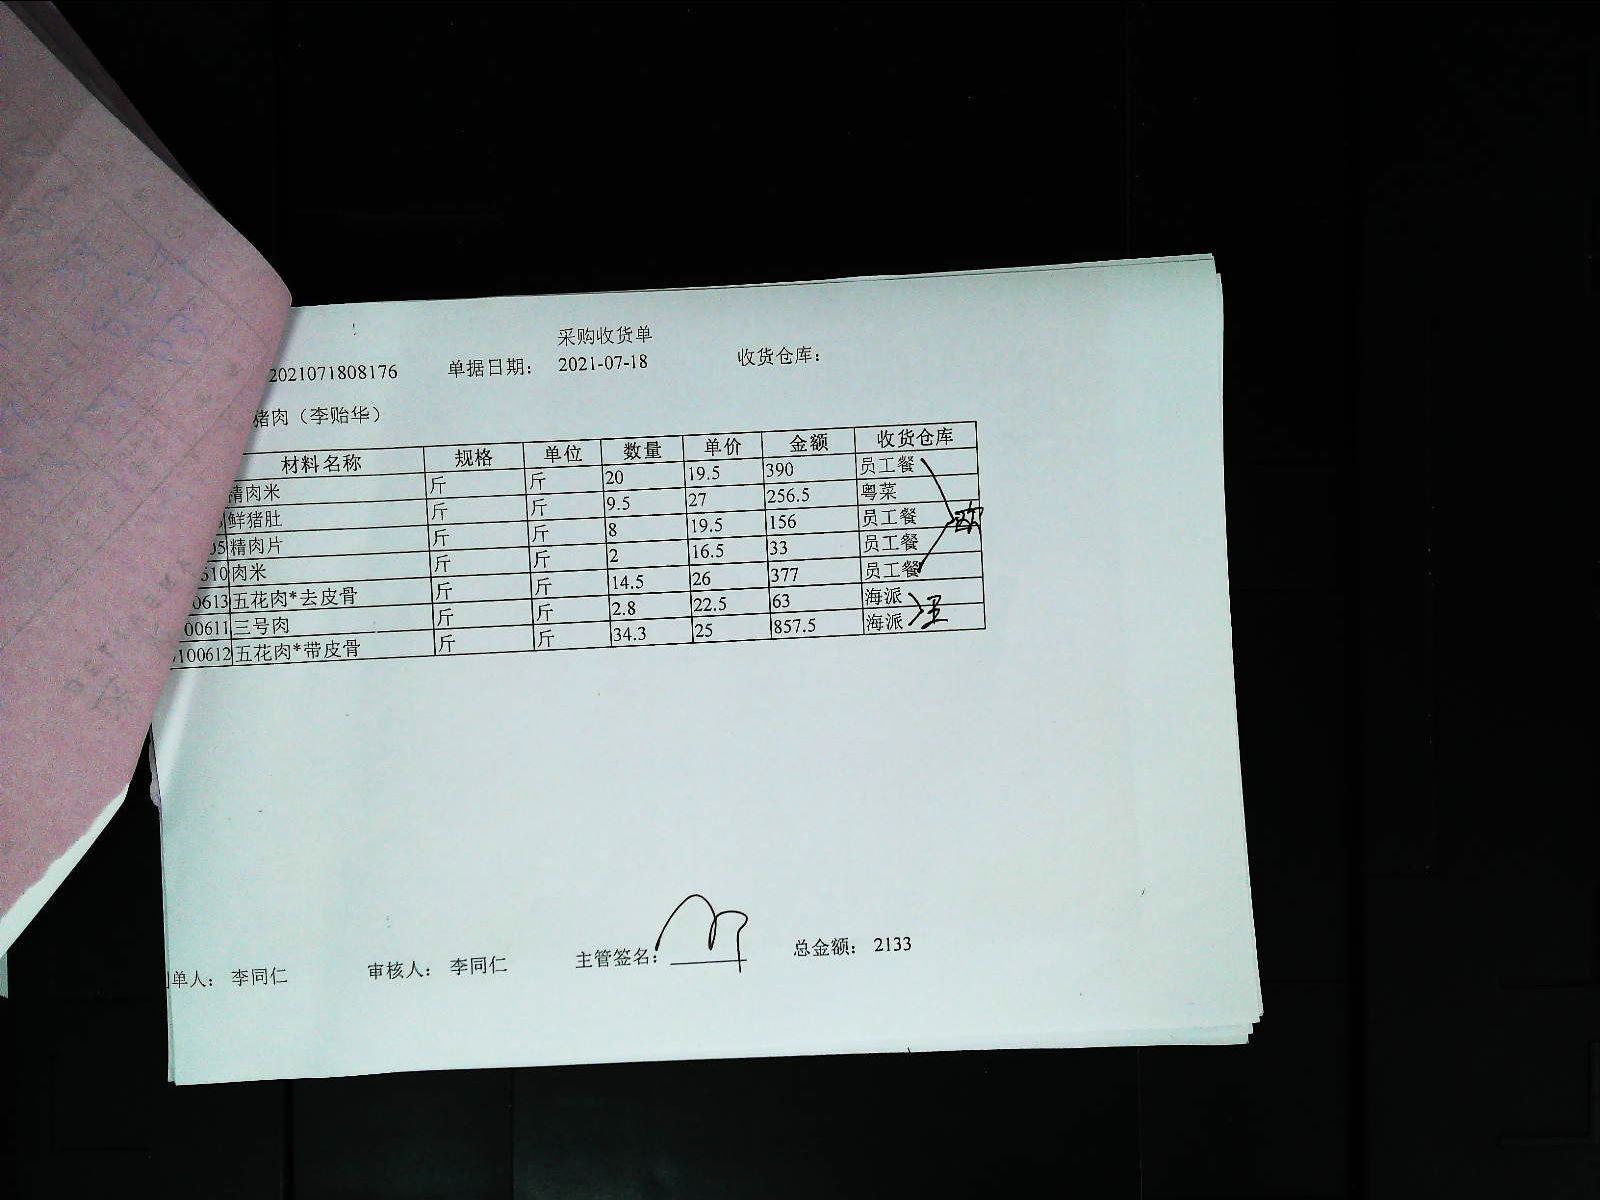 采购收货单
2021071808176 单据日期： 2021-07-18 收货仓库：
猪肉（李贻华）
材料名称 规格 单位 数量 单价 金额 收货仓库
精肉米 斤 斤 20 19.5 390 员工餐
鲜猪肚 斤 斤 9.5 27 256.5 粤菜
05 精肉片 斤 斤 8 19.5 156 员工餐
610 肉米 斤 斤 2 16.5 33 员工餐
0613 五花肉*去皮骨 斤 斤 14.5 26 377 员工餐
00611 三号肉 斤 斤 2.8 22.5 63 海派
100612 五花肉*带皮骨 斤 斤 34.3 25 857.5 海派
单人： 李同仁 审核人： 李同仁 主管签名： 总金额： 2133